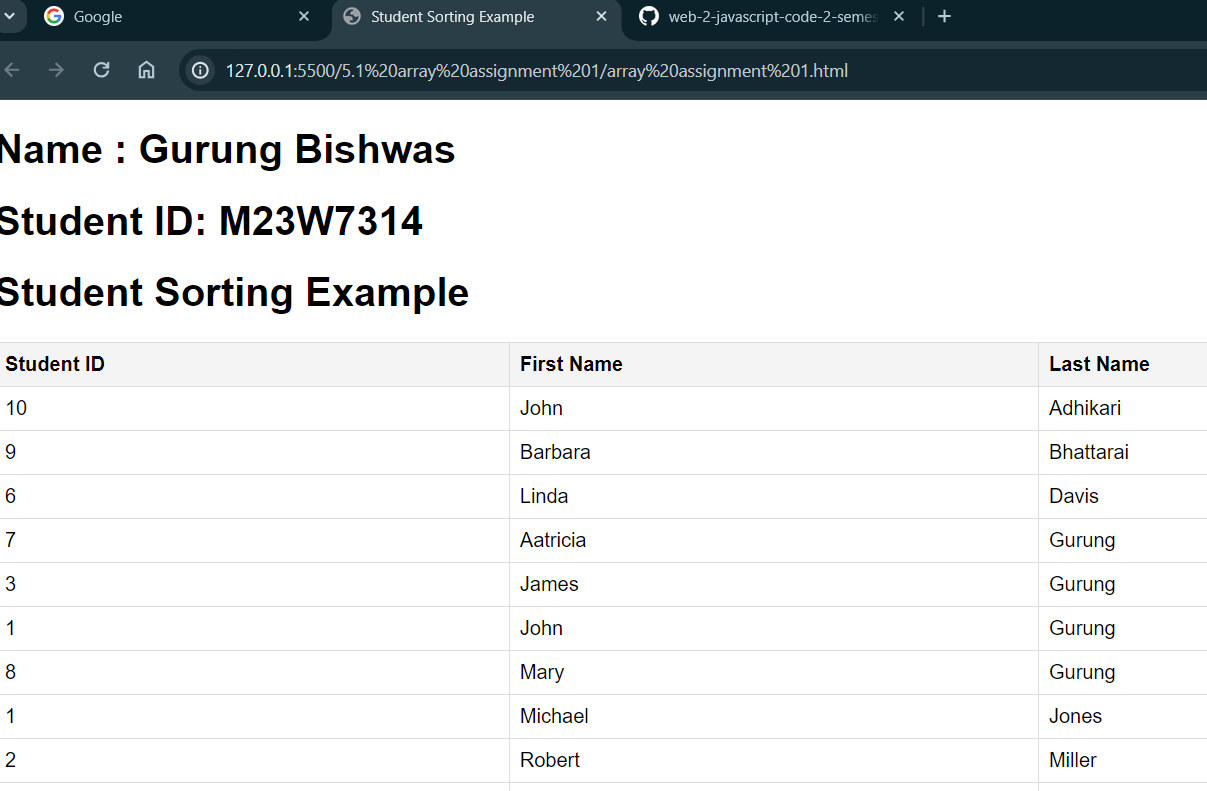 Google
Student Sorting Example
web-2-javascript-code-2-semes
127.0.0.1:5500/5.1%20array%20assignment%201/array%20assignment%201.html
Name : Gurung Bishwas
Student ID: M23W7314
Student Sorting Example
Student ID First Name Last Name
10 John Adhikari
9 Barbara Bhattarai
6 Linda Davis
7 Aatricia Gurung
3 James Gurung
1 John Gurung
8 Mary Gurung
1 Michael Jones
2 Robert Miller